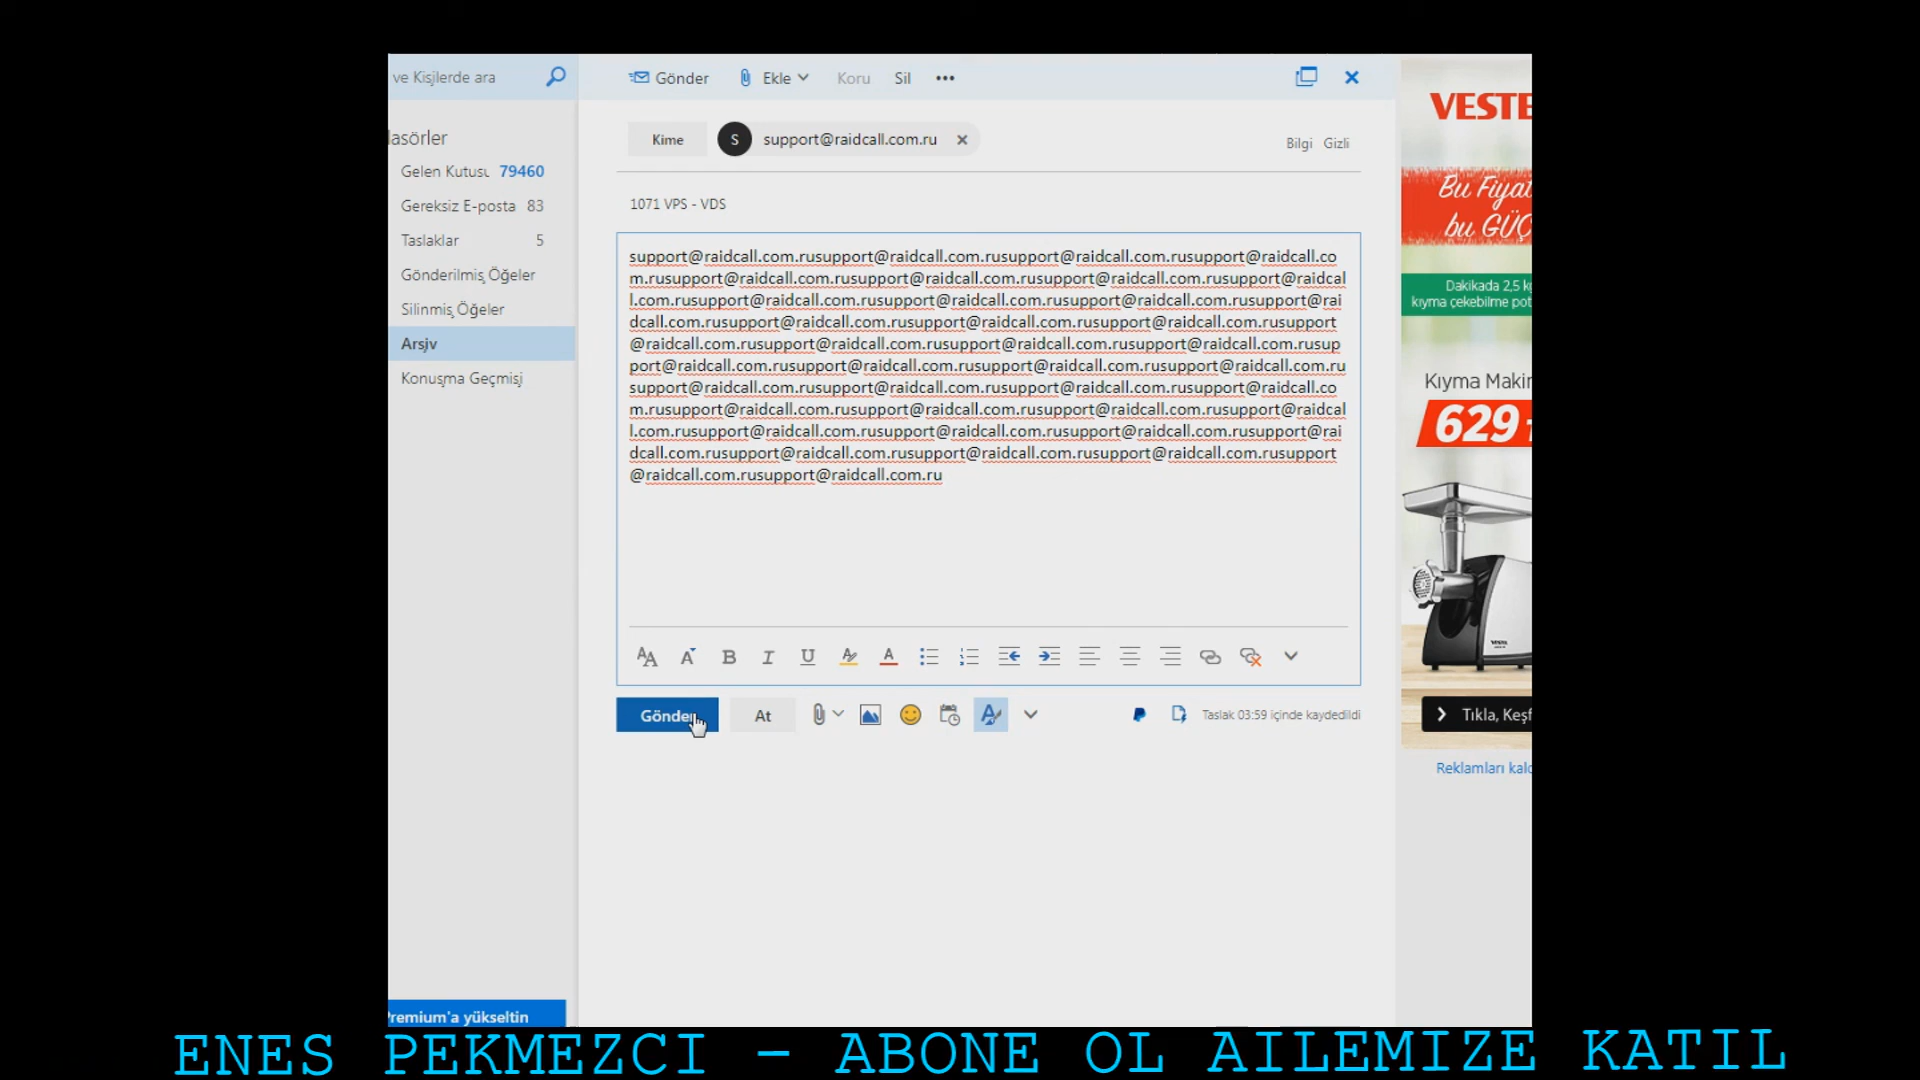 ve Kişilerde ara
Gönder
Ekle
Koru
Sil
Kime
S
support@raidcall.com.ru
Bilgi
Gizli
lasörler
Gelen Kutusu 79460
Gereksiz E-posta 83
Taslaklar 5
Gönderilmiş Öğeler
Silinmiş Öğeler
Arşiv
Konuşma Geçmişi
Premium'a yükseltin
1071 VPS - VDS
support@raidcall.com.rusupport@raidcall.com.rusupport@raidcall.com.rusupport@raidcall.co
m.rusupport@raidcall.com.rusupport@raidcall.com.rusupport@raidcall.com.rusupport@raidcal
l.com.rusupport@raidcall.com.rusupport@raidcall.com.rusupport@raidcall.com.rusupport@rai
dcall.com.rusupport@raidcall.com.rusupport@raidcall.com.rusupport@raidcall.com.rusupport
@raidcall.com.rusupport@raidcall.com.rusupport@raidcall.com.rusupport@raidcall.com.rusup
port@raidcall.com.rusupport@raidcall.com.rusupport@raidcall.com.rusupport@raidcall.com.ru
support@raidcall.com.rusupport@raidcall.com.rusupport@raidcall.com.rusupport@raidcall.co
m.rusupport@raidcall.com.rusupport@raidcall.com.rusupport@raidcall.com.rusupport@raidcal
l.com.rusupport@raidcall.com.rusupport@raidcall.com.rusupport@raidcall.com.rusupport@rai
dcall.com.rusupport@raidcall.com.rusupport@raidcall.com.rusupport@raidcall.com.rusupport
@raidcall.com.rusupport@raidcall.com.ru
Gönder
At
Taslak 03:59 içinde kaydedildi
VESTE
Bu Fiyat
bu GÜÇ
Dakikada 2,5 k
kıyma çekebilme pot
Kıyma Makin
629
Tıkla, Keşf
Reklamları kald
ENES PEKMEZCI - ABONE OL AILEMIZE KATIL